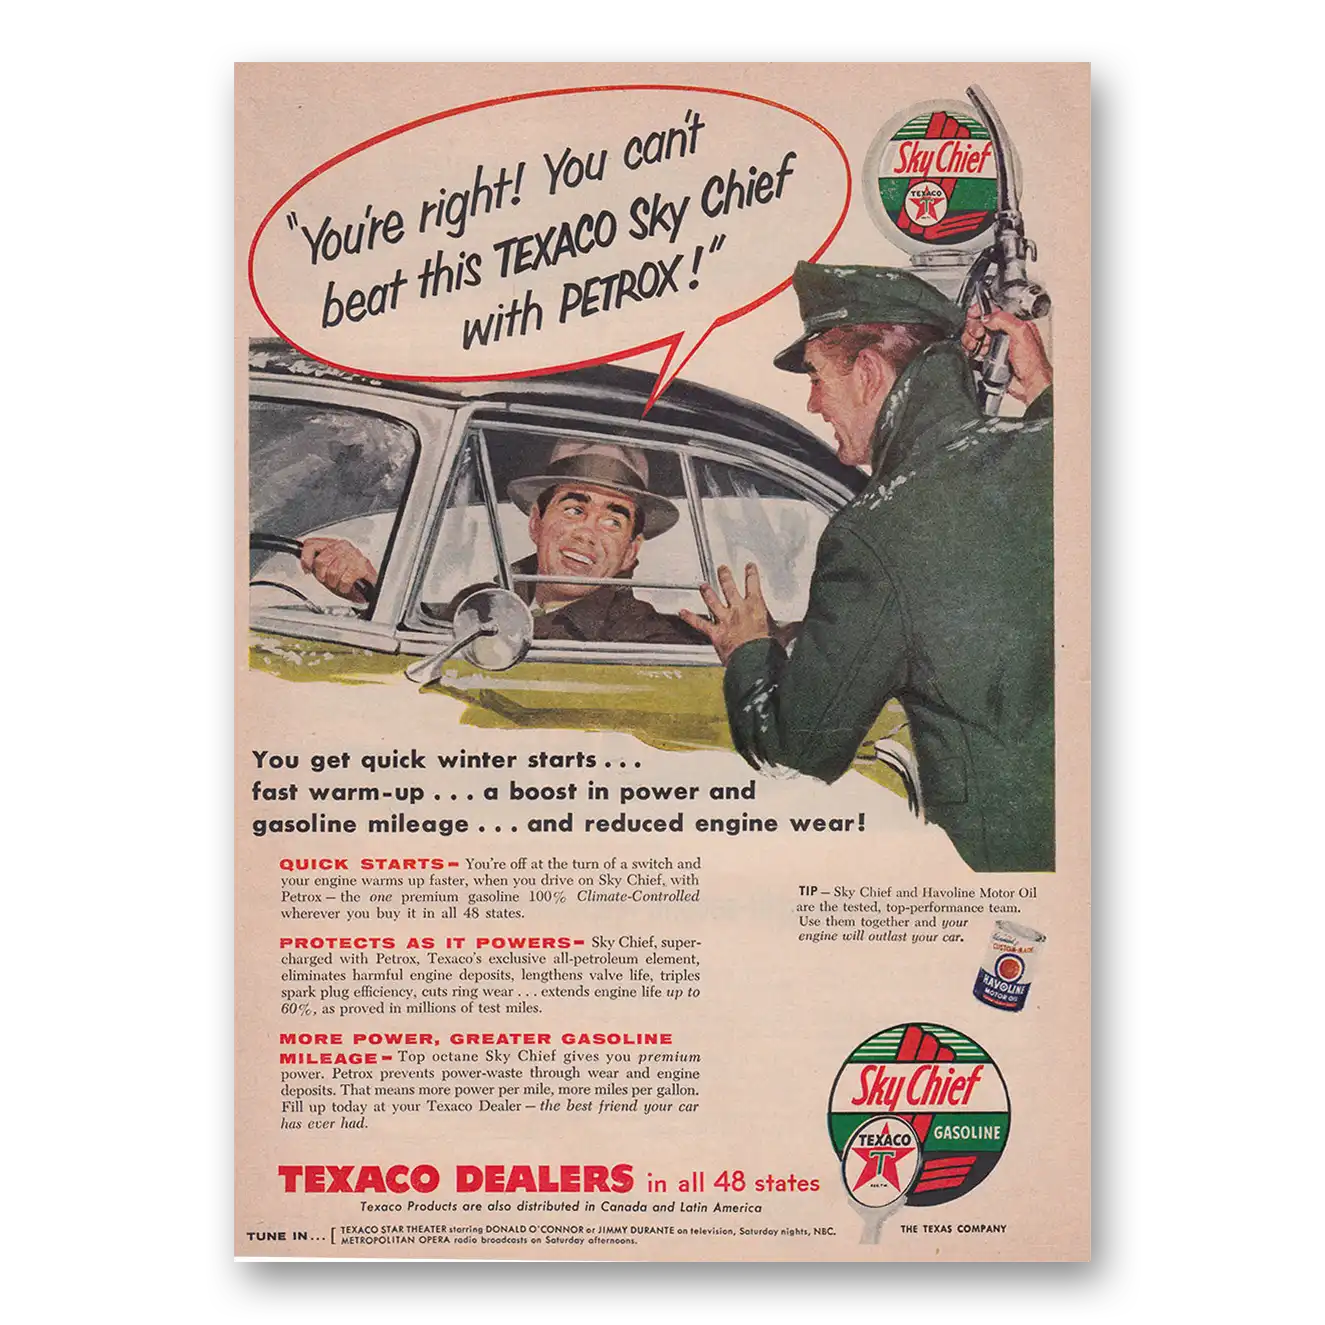 "You're right! You can't
beat this TEXACO Sky Chief
with PETROX!"
Sky Chief
TEXACO
T
You get quick winter starts . . .
fast warm-up . . . a boost in power and
gasoline mileage . . . and reduced engine wear!
QUICK STARTS – You're off at the turn of a switch and
your engine warms up faster, when you drive on Sky Chief, with
Petrox – the one premium gasoline 100% Climate-Controlled
wherever you buy it in all 48 states.
PROTECTS AS IT POWERS – Sky Chief, super-
charged with Petrox, Texaco's exclusive all-petroleum element,
eliminates harmful engine deposits, lengthens valve life, triples
spark plug efficiency, cuts ring wear . . . extends engine life up to
60%, as proved in millions of test miles.
MORE POWER, GREATER GASOLINE
MILEAGE – Top octane Sky Chief gives you premium
power. Petrox prevents power-waste through wear and engine
deposits. That means more power per mile, more miles per gallon.
Fill up today at your Texaco Dealer – the best friend your car
has ever had.
TIP – Sky Chief and Havoline Motor Oil
are the tested, top-performance team.
Use them together and your
engine will outlast your car.
CUSTOM-MADE
HAVOLINE
MOTOR OIL
Sky Chief
GASOLINE
TEXACO
T
REG. T.M.
TEXACO DEALERS in all 48 states
Texaco Products are also distributed in Canada and Latin America
TUNE IN . . . [ TEXACO STAR THEATER starring DONALD O'CONNOR or JIMMY DURANTE on television, Saturday nights, NBC.
METROPOLITAN OPERA radio broadcasts on Saturday afternoons.
THE TEXAS COMPANY